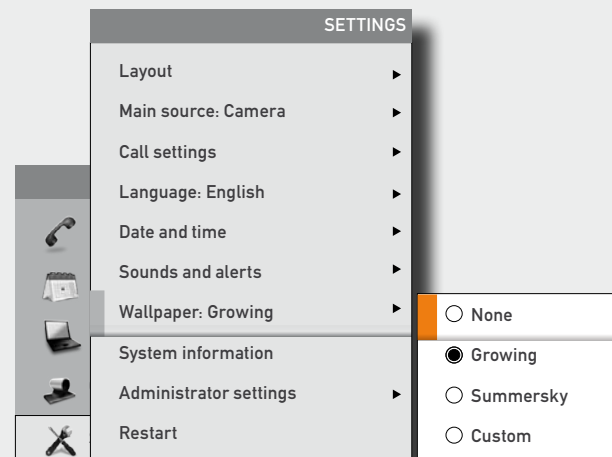 SETTINGS
Layout
Main source: Camera
Call settings
Language: English
Date and time
Sounds and alerts
Wallpaper: Growing
System information
Administrator settings
Restart
None
Growing
Summersky
Custom